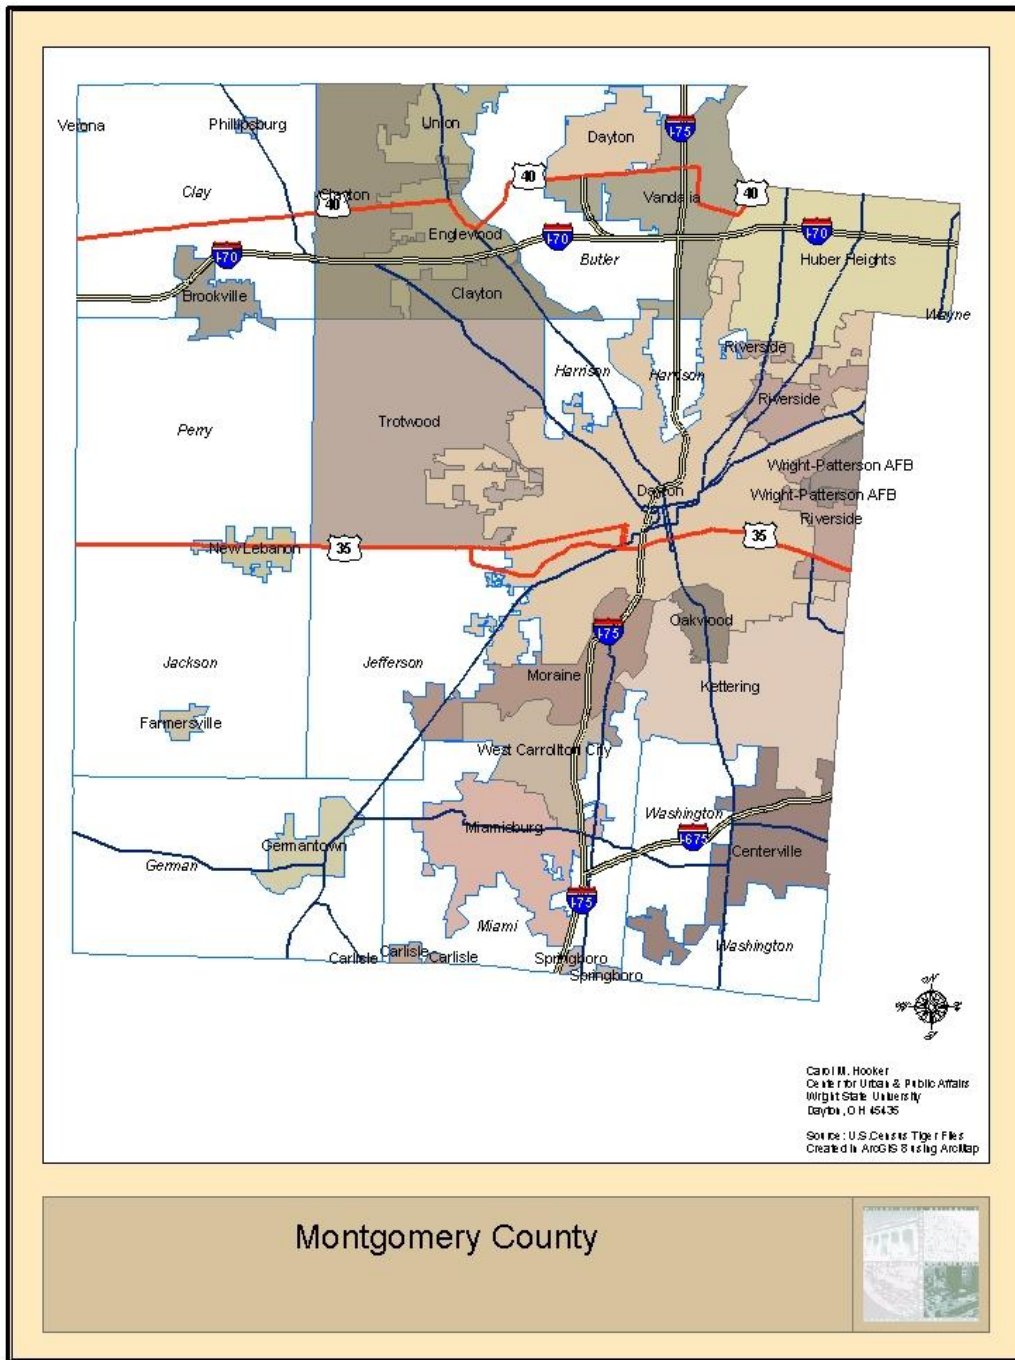 I-75
Verona
Phillipsburg
Union
Dayton
40
Clay
Clayton
40
Vandalia
40
Englewood
I-70
I-70
I-70
Butler
Huber Heights
Brookville
Clayton
Wayne
Riverside
Harrison
Harrison
Riverside
Trotwood
Perry
Wright-Patterson AFB
Dayton
Wright-Patterson AFB
Riverside
New Lebanon
35
35
Oakwood
I-75
Jackson
Jefferson
Moraine
Kettering
Farmersville
West Carrollton City
Washington
Miamisburg
I-675
Germantown
Centerville
German
I-75
Miami
Washington
Carlisle
Carlisle
Carlisle
Springboro
Springboro
N
W
E
S
Carol M. Hooker
Center for Urban & Public Affairs
Wright State University
Dayton, OH 45435
Source: U.S.Census Tiger Files
Created in ArcGIS 8 using ArcMap
Montgomery County